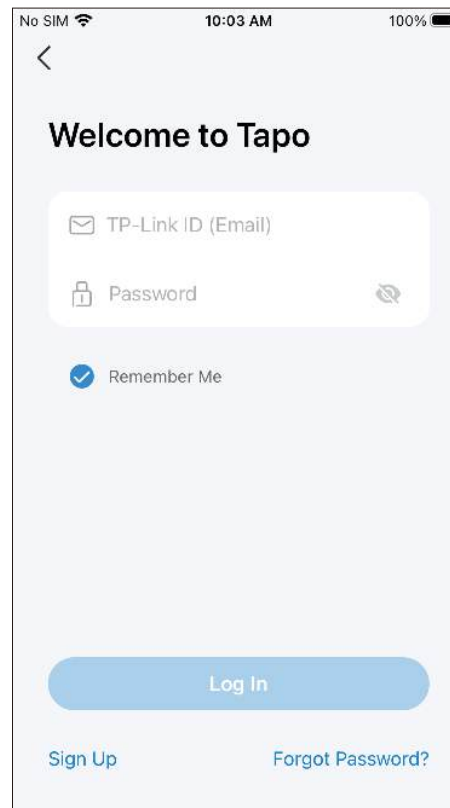 No SIM 10:03 AM 100%
Welcome to Tapo
TP-Link ID (Email)
Password
Remember Me
Log In
Sign Up Forgot Password?